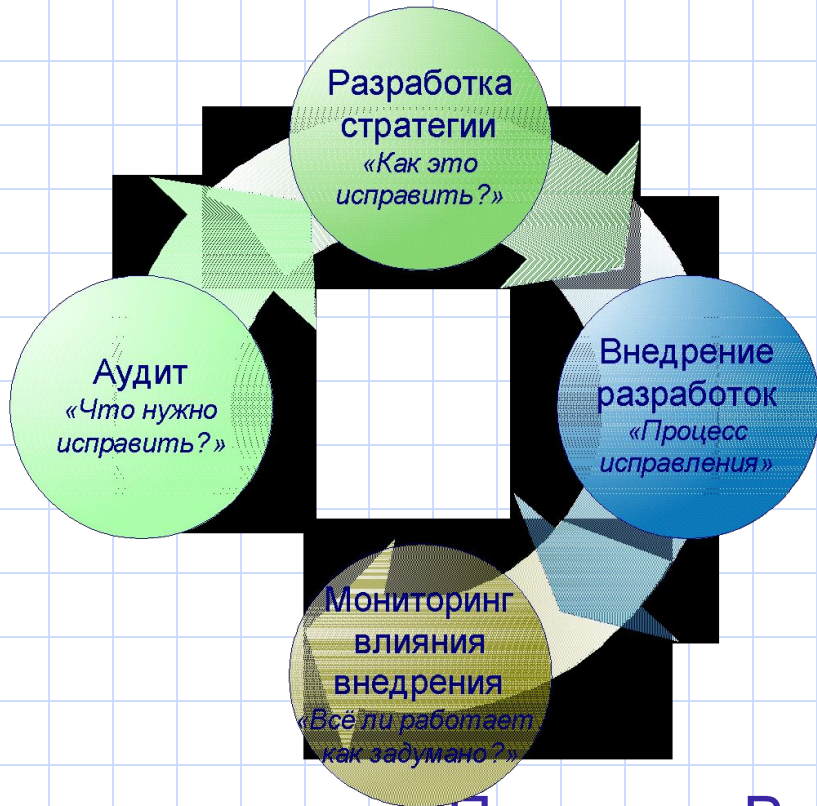 Разработка
стратегии
«Как это
исправить?»
Аудит
«Что нужно
исправить?»
Внедрение
разработок
«Процесс
исправления»
Мониторинг
влияния
внедрения
«Всё ли работает
как задумано?»